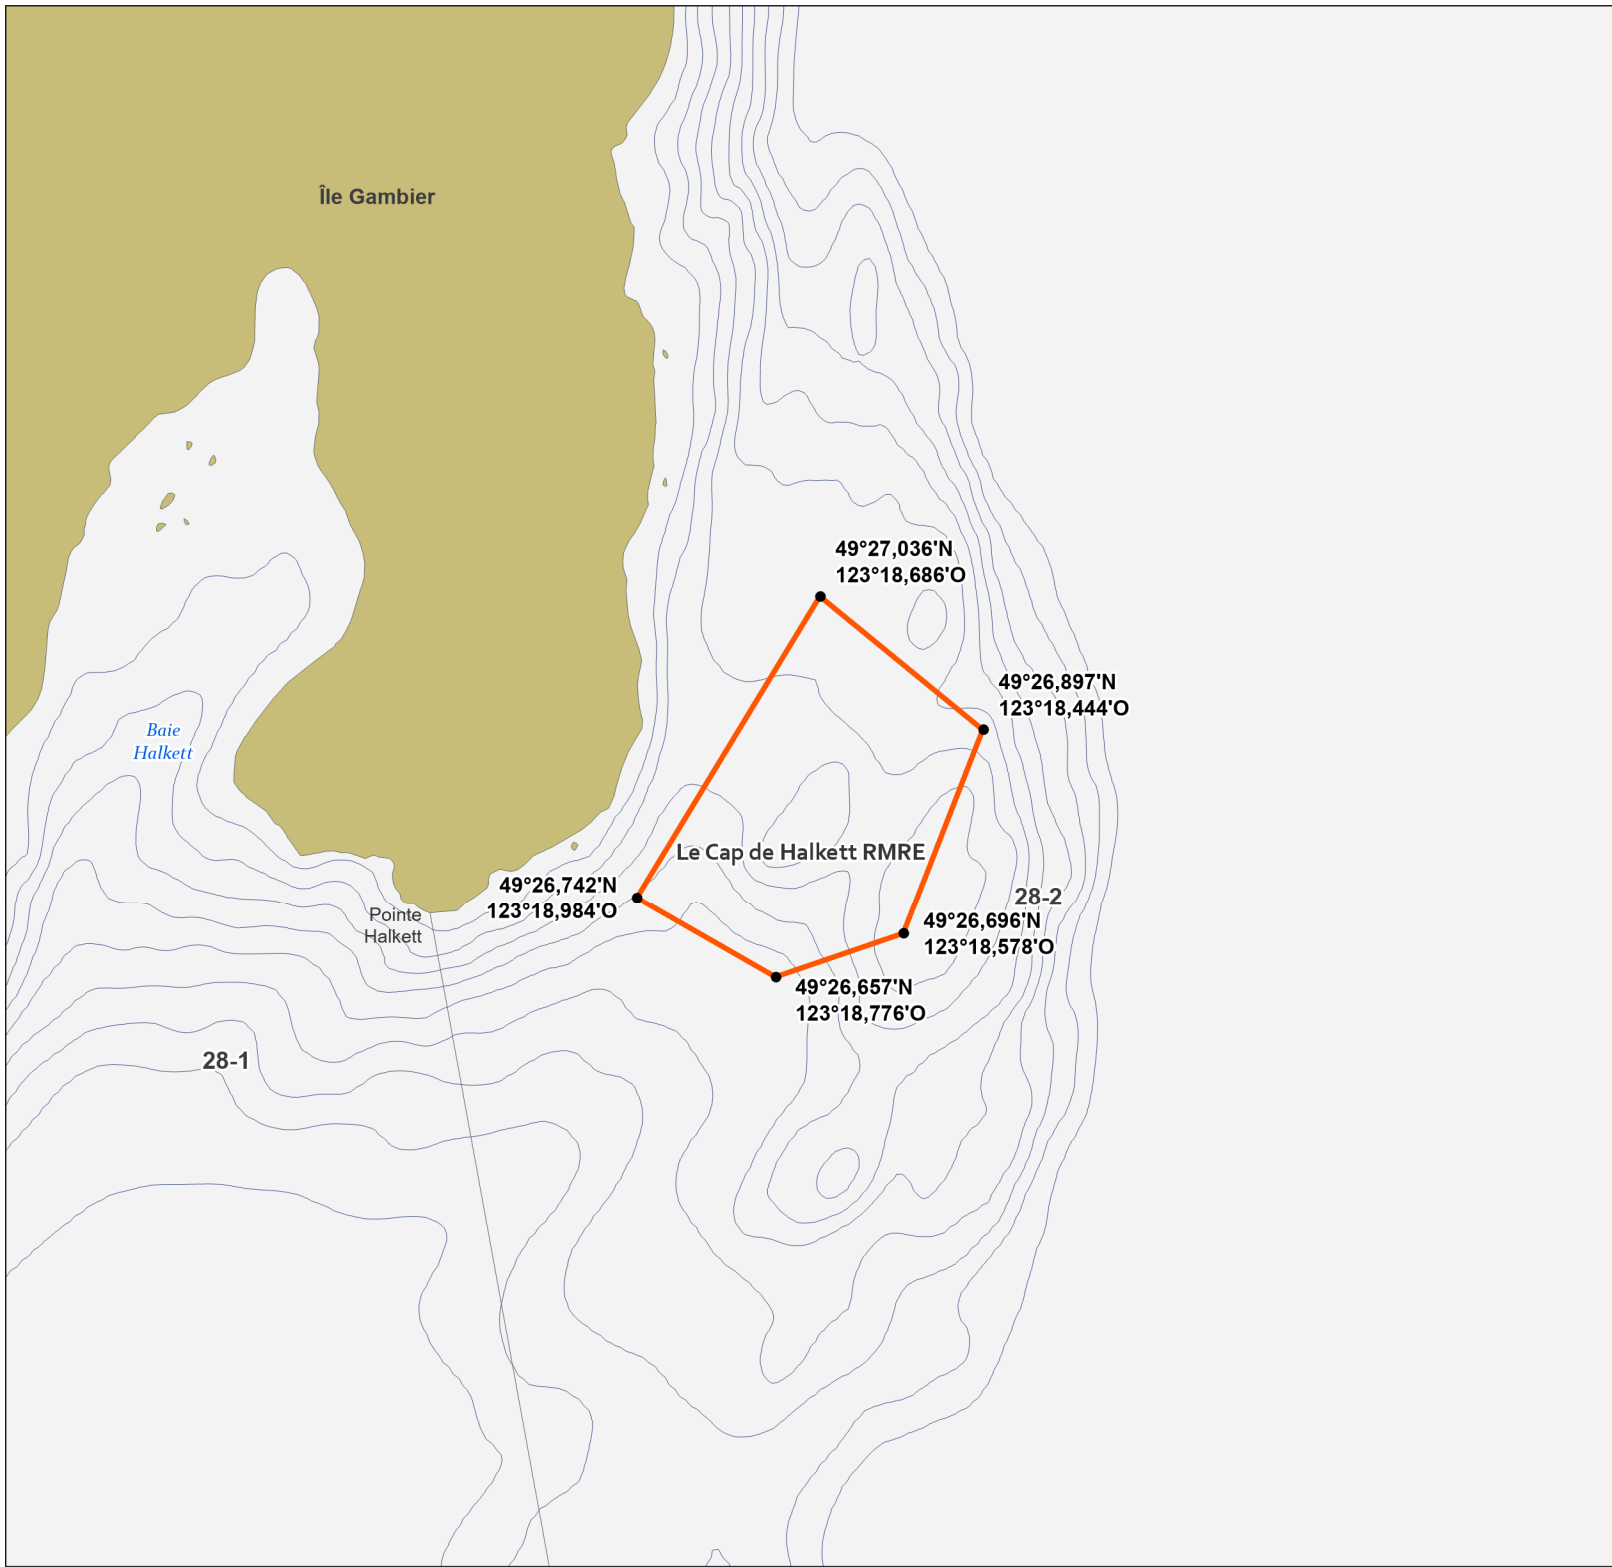 Île Gambier
49°27,036'N
123°18,686'O
49°26,897'N
123°18,444'O
Baie
Halkett
Le Cap de Halkett RMRE
49°26,742'N
123°18,984'O
28-2
Pointe
Halkett
49°26,696'N
123°18,578'O
49°26,657'N
123°18,776'O
28-1